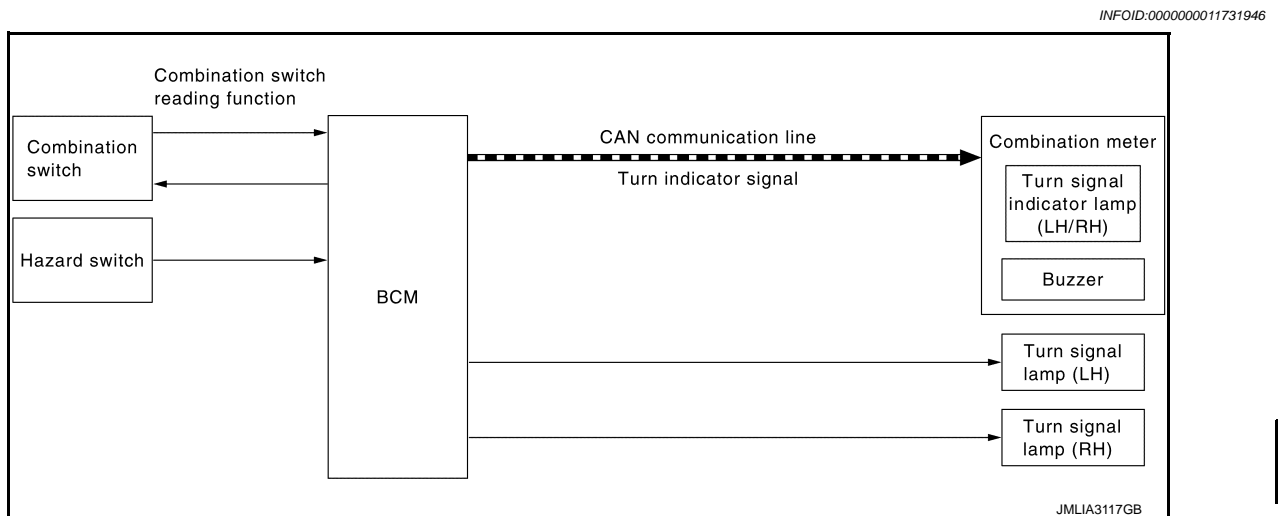 INFOID:0000000011731946
Combination switch
reading function
Combination
switch
Hazard switch
BCM
CAN communication line
Turn indicator signal
Combination meter
Turn signal
indicator lamp
(LH/RH)
Buzzer
Turn signal
lamp (LH)
Turn signal
lamp (RH)
JMLIA3117GB